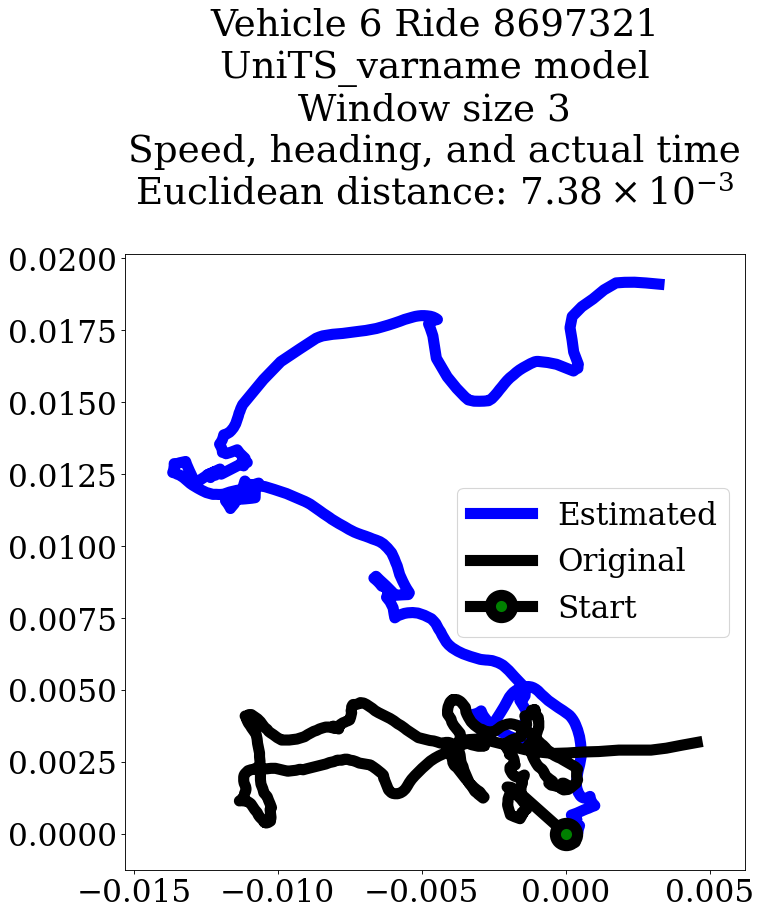 Vehicle 6 Ride 8697321
UniTS_varname model
Window size 3
Speed, heading, and actual time
Euclidean distance: $7.38 \times 10^{-3}$
0.0200
0.0175
0.0150
0.0125
0.0100
0.0075
0.0050
0.0025
0.0000
Estimated
Original
Start
−0.015 −0.010 −0.005 0.000 0.005